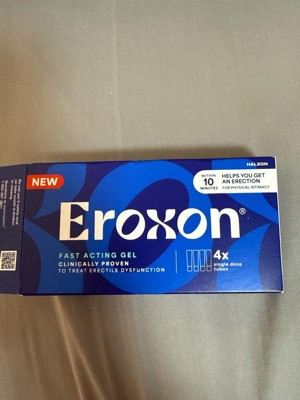 HALEON
NEW
WITHIN
10
MINUTES
HELPS YOU GET
AN ERECTION
FOR PHYSICAL INTIMACY
Eroxon®
FAST ACTING GEL
CLINICALLY PROVEN
TO TREAT ERECTILE DYSFUNCTION
4x
single dose
tubes